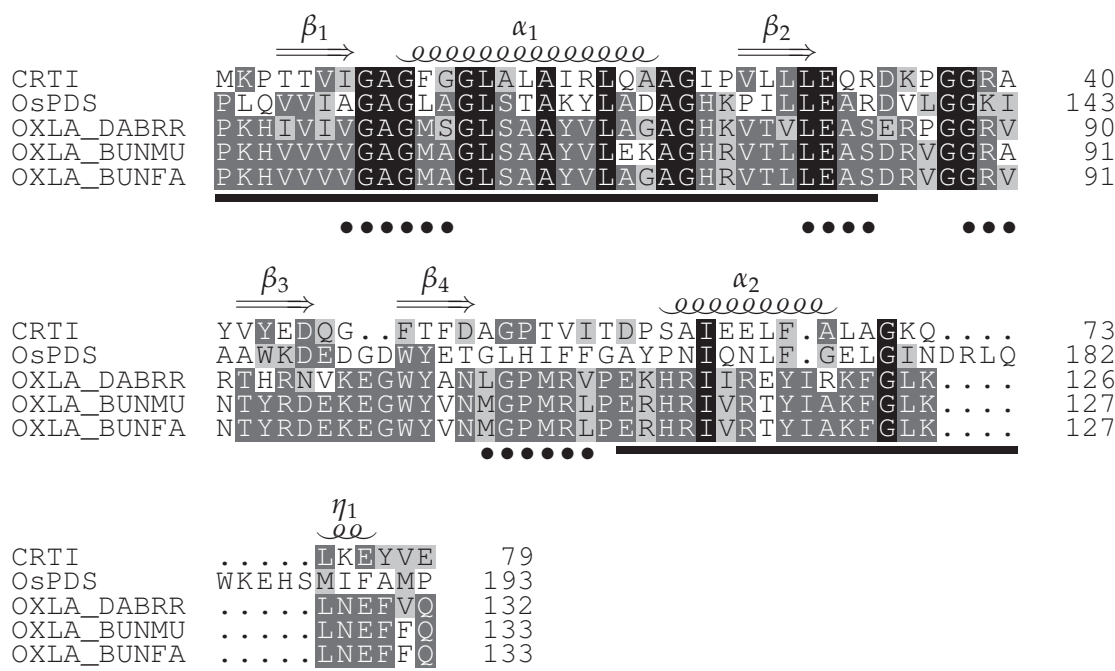 β1 α1 β2
CRTI MKPTTVIGAGFGGLALAIRLQAAGIPVLLLEQRDKPGGRA 40
OsPDS PLQVVIAGAGLAGLSTAKYLADAGHKPILLEARDVLGGKI 143
OXLA_DABRR PKHIVIVGAGMSGLSAAYVLAGAGHKVTVLEASERPGGRV 90
OXLA_BUNMU PKHVVVVGAGMAGLSAAYVLEKAGHRVTLLEASDRVGGRA 91
OXLA_BUNFA PKHVVVVGAGMAGLSAAYVLAGAGHRVTLLEASDRVGGRV 91
β3 β4 α2
CRTI YVYEDQG..FTFDAGPTVITDPSAIEELF.ALAGKQ.... 73
OsPDS AAWKDEDGDWYETGLHIFFGAYPNIQNLF.GELGINDRLQ 182
OXLA_DABRR RTHRNVKEGWYANLGPMRVPEKHRIIREYIRKFGLK.... 126
OXLA_BUNMU NTYRDEKEGWYVNMGPMRLPERHRIVRTYIAKFGLK.... 127
OXLA_BUNFA NTYRDEKEGWYVNMGPMRLPERHRIVRTYIAKFGLK.... 127
η1
CRTI .....LKEYVE 79
OsPDS WKEHSMIFAMP 193
OXLA_DABRR .....LNEFVQ 132
OXLA_BUNMU .....LNEFFQ 133
OXLA_BUNFA .....LNEFFQ 133